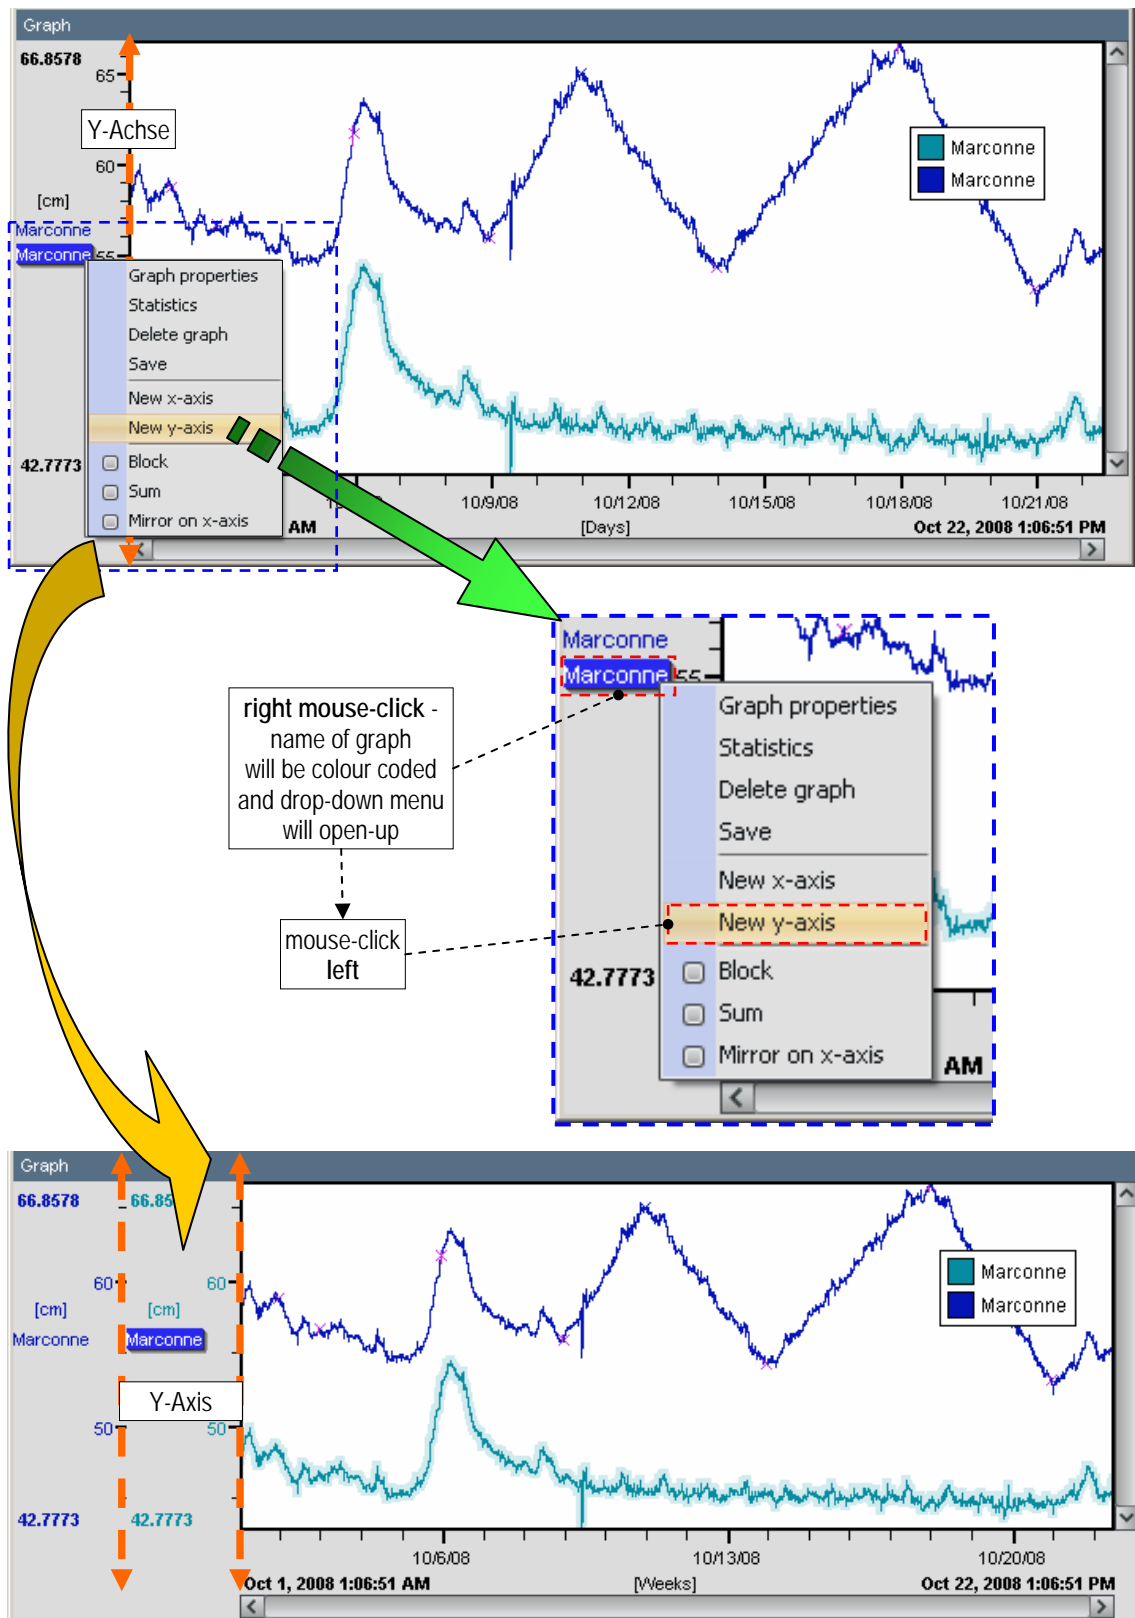 Graph
66.8578
65
Y-Achse
60
[cm]
Marconne
Marconne
55
Marconne
Marconne
Graph properties
Statistics
Delete graph
Save
New x-axis
New y-axis
42.7773
Block
Sum
Mirror on x-axis
10/9/08
10/12/08
10/15/08
10/18/08
10/21/08
AM
[Days]
Oct 22, 2008 1:06:51 PM
Marconne
Marconne
55
right mouse-click -
name of graph
will be colour coded
and drop-down menu
will open-up
mouse-click
left
Graph properties
Statistics
Delete graph
Save
New x-axis
New y-axis
42.7773
Block
Sum
Mirror on x-axis
AM
Graph
66.8578
66.85
60
60
[cm]
[cm]
Marconne
Marconne
Marconne
Marconne
Y-Axis
50
50
42.7773
42.7773
10/6/08
10/13/08
10/20/08
Oct 1, 2008 1:06:51 AM
[Weeks]
Oct 22, 2008 1:06:51 PM